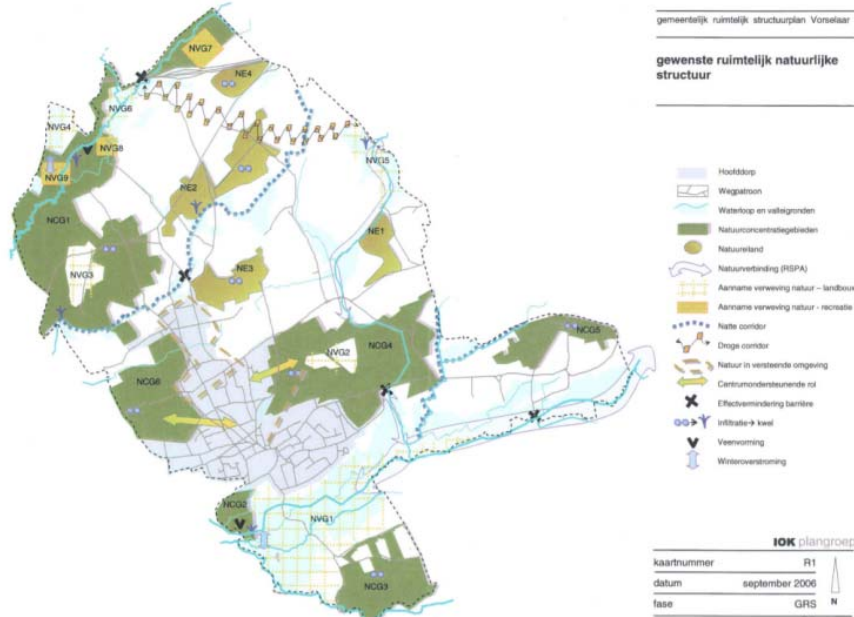 gemeentelijk ruimtelijk structuurplan Vorselaar
gewenste ruimtelijk natuurlijke
structuur
NVG7
NE4
NVG6
NVG4
NVG8
NVG5
NVG9
NE2
NCG1
NE1
NVG3
NE3
NCG5
NVG2
NCG4
NCG6
NCG2
NVG1
NCG3
Hoofddorp
Wegpatroon
Waterloop en valleigronden
Natuurconcentratiegebieden
Natuureiland
Natuurverbinding (RSPA)
Aanname verweving natuur – landbouw
Aanname verweving natuur - recreatie
Natte corridor
Droge corridor
Natuur in versteende omgeving
Centrumondersteunende rol
Effectvermindering barrière
Infiltratie→ kwel
Veenvorming
Winteroverstroming
IOK plangroep
kaartnummer R1
datum september 2006
fase GRS
N